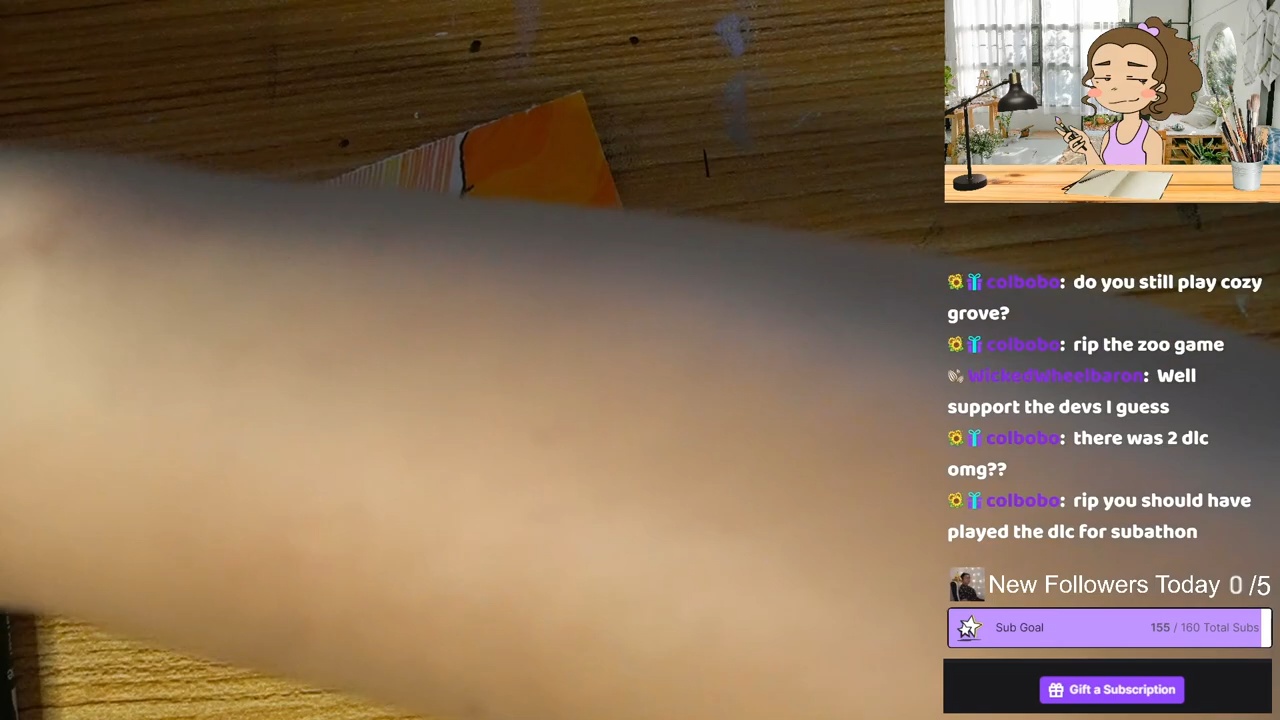 colbobo: do you still play cozy
grove?
colbobo: rip the zoo game
WickedWheelbaron: Well
support the devs I guess
colbobo: there was 2 dlc
omg??
colbobo: rip you should have
played the dlc for subathon
New Followers Today 0 /5
Sub Goal 155 / 160 Total Subs
Gift a Subscription